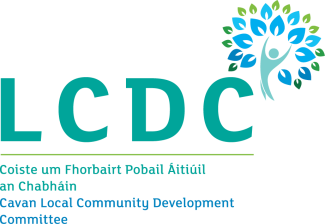 LCDC
Coiste um Fhorbairt Pobail Áitiúil
an Chabháin
Cavan Local Community Development
Committee